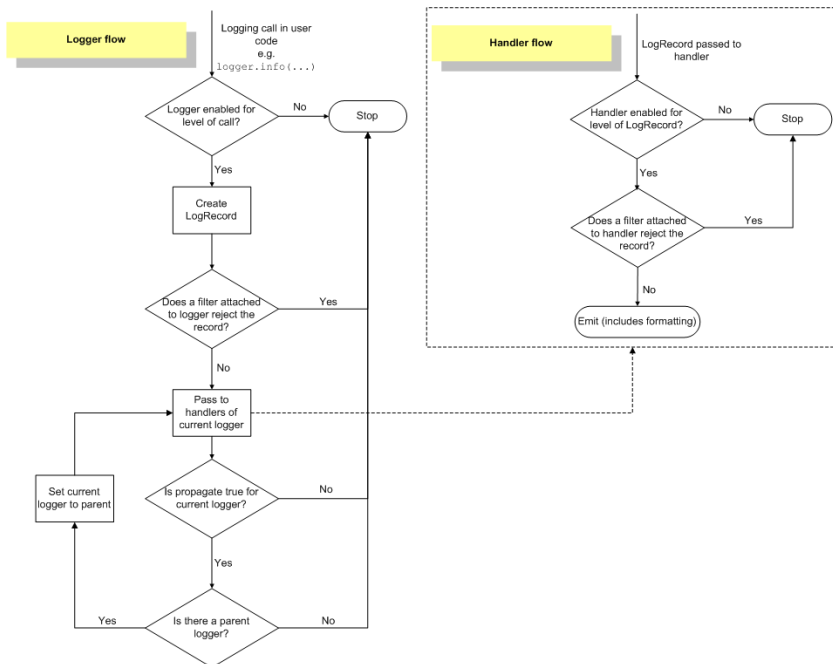 Logger flow
Logging call in user
code
e.g.
logger.info(...)
Logger enabled for
level of call?
No
Stop
Yes
Create
LogRecord
Does a filter attached
to logger reject the
record?
Yes
No
Pass to
handlers of
current logger
Set current
logger to parent
Is propagate true for
current logger?
No
Yes
Is there a parent
logger?
Yes
No
Handler flow
LogRecord passed to
handler
Handler enabled for
level of LogRecord?
No
Stop
Yes
Does a filter attached
to handler reject the
record?
Yes
No
Emit (includes formatting)